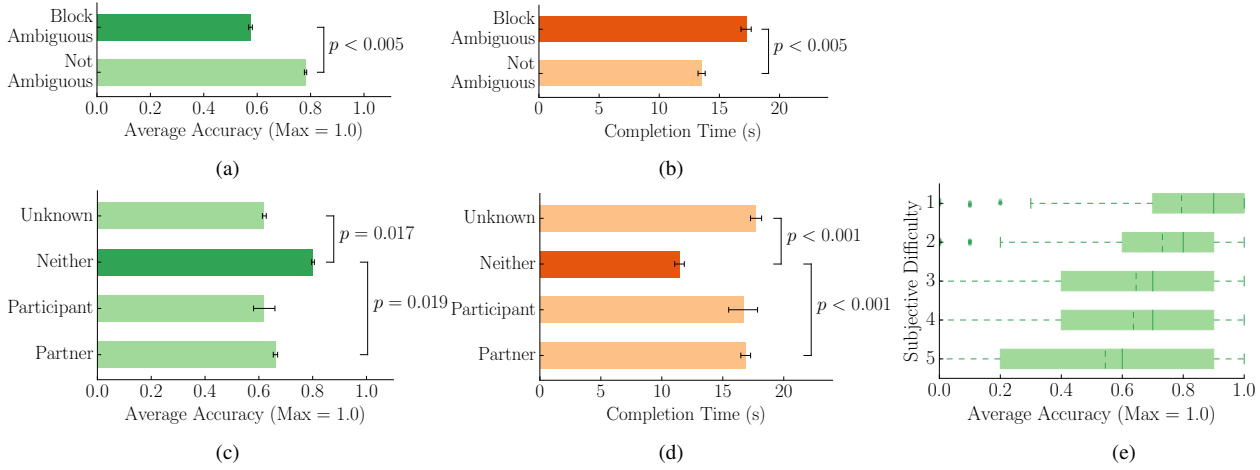 Block
Ambiguous
Not
Ambiguous
p < 0.005
0.0 0.2 0.4 0.6 0.8 1.0
Average Accuracy (Max = 1.0)
(a)
Block
Ambiguous
Not
Ambiguous
p < 0.005
0 5 10 15 20
Completion Time (s)
(b)
Unknown
Neither
Participant
Partner
p = 0.017
p = 0.019
0.0 0.2 0.4 0.6 0.8 1.0
Average Accuracy (Max = 1.0)
(c)
Unknown
Neither
Participant
Partner
p < 0.001
p < 0.001
0 5 10 15 20
Completion Time (s)
(d)
Subjective Difficulty
1
2
3
4
5
0.0 0.2 0.4 0.6 0.8 1.0
Average Accuracy (Max = 1.0)
(e)